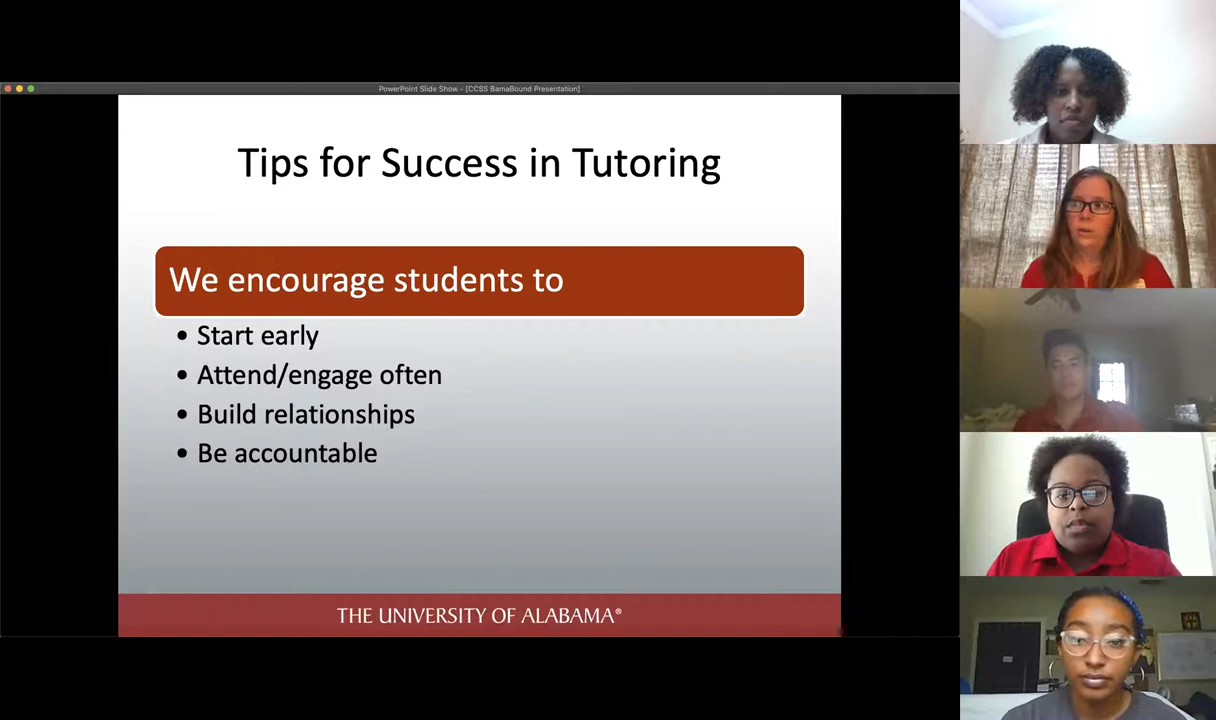 PowerPoint Slide Show - [CCSS BamaBound Presentation]
Tips for Success in Tutoring
We encourage students to
• Start early
• Attend/engage often
• Build relationships
• Be accountable
THE UNIVERSITY OF ALABAMA®